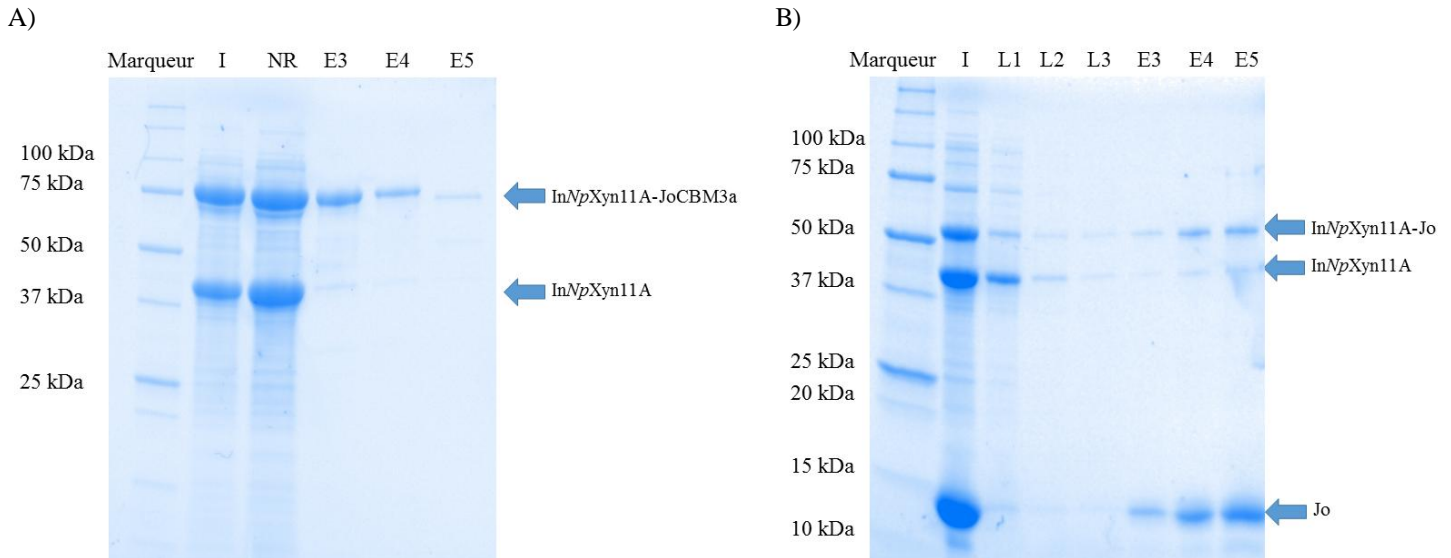 A)
Marqueur I NR E3 E4 E5
100 kDa
75 kDa
InNpXyn11A-JoCBM3a
50 kDa
37 kDa
InNpXyn11A
25 kDa
B)
Marqueur I L1 L2 L3 E3 E4 E5
100 kDa
75 kDa
50 kDa
InNpXyn11A-Jo
InNpXyn11A
37 kDa
25 kDa
20 kDa
15 kDa
Jo
10 kDa